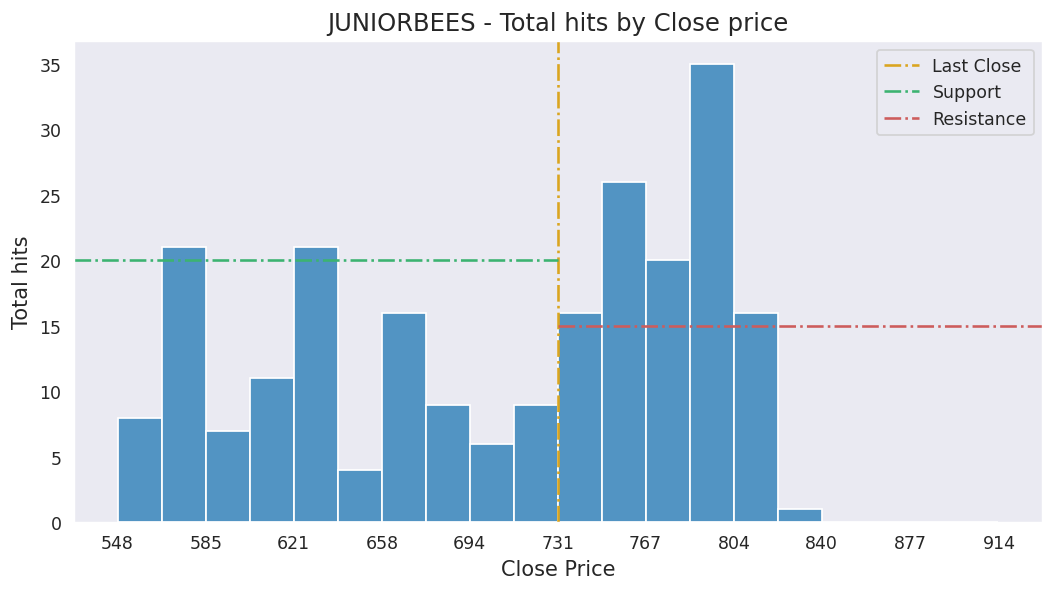 JUNIORBEES - Total hits by Close price
Last Close
Support
Resistance
Total hits
35
30
25
20
15
10
5
0
548 585 621 658 694 731 767 804 840 877 914
Close Price